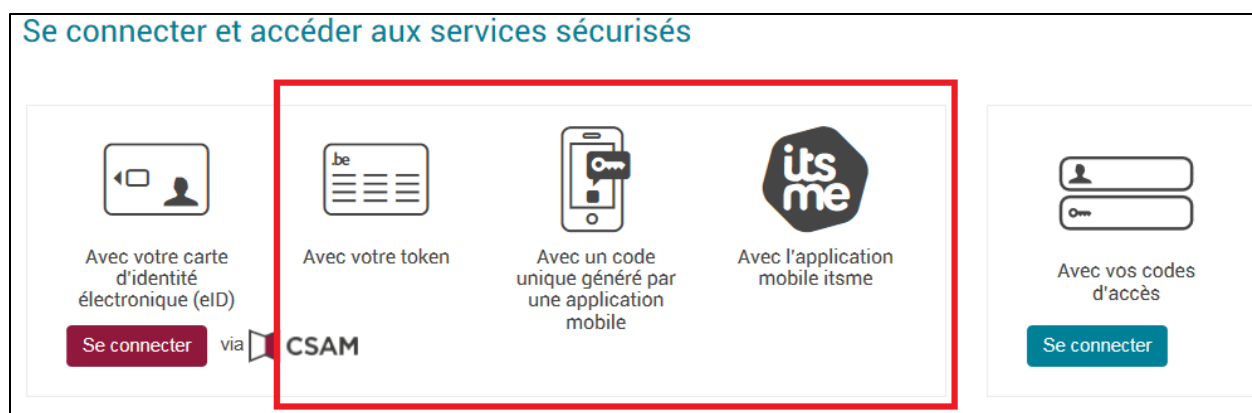 Se connecter et accéder aux services sécurisés
.be
its
me
Avec votre carte
d'identité
électronique (eID)
Avec votre token
Avec un code
unique généré par
une application
mobile
Avec l'application
mobile itsme
Avec vos codes
d'accès
Se connecter
via
CSAM
Se connecter